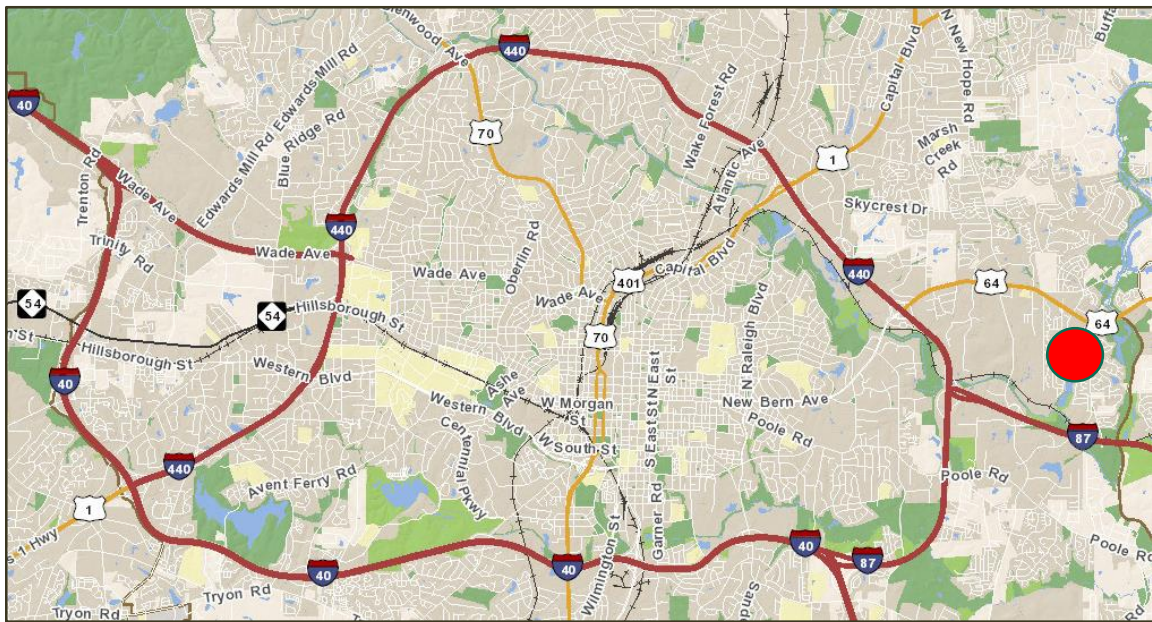 Glenwood Ave
440
Edwards Mill Rd
Blue Ridge Rd
Edwards Mill Rd
40
Trenton Rd
Wade Ave
Trinity Rd
440
Wade Ave
70
Wake Forest Rd
Atlantic Ave
1
Capital Blvd
N New Hope Rd
Marsh
Creek
Rd
Skycrest Dr
Oberlin Rd
Wade Ave
Wade Ave
401
Capital Blvd
70
440
64
64
54
54
Hillsborough St
Hillsborough St
Western Blvd
40
440
1
Avent Ferry Rd
Ashe
Ave
Western Blvd
Centennial Pkwy
W Morgan
St
W South St
S East St
N East
St
N Raleigh Blvd
New Bern Ave
Poole Rd
87
Poole Rd
Garner Rd
Wilmington St
40
40
40
87
Poole Rd
Tryon Rd
Tryon Rd
Rd